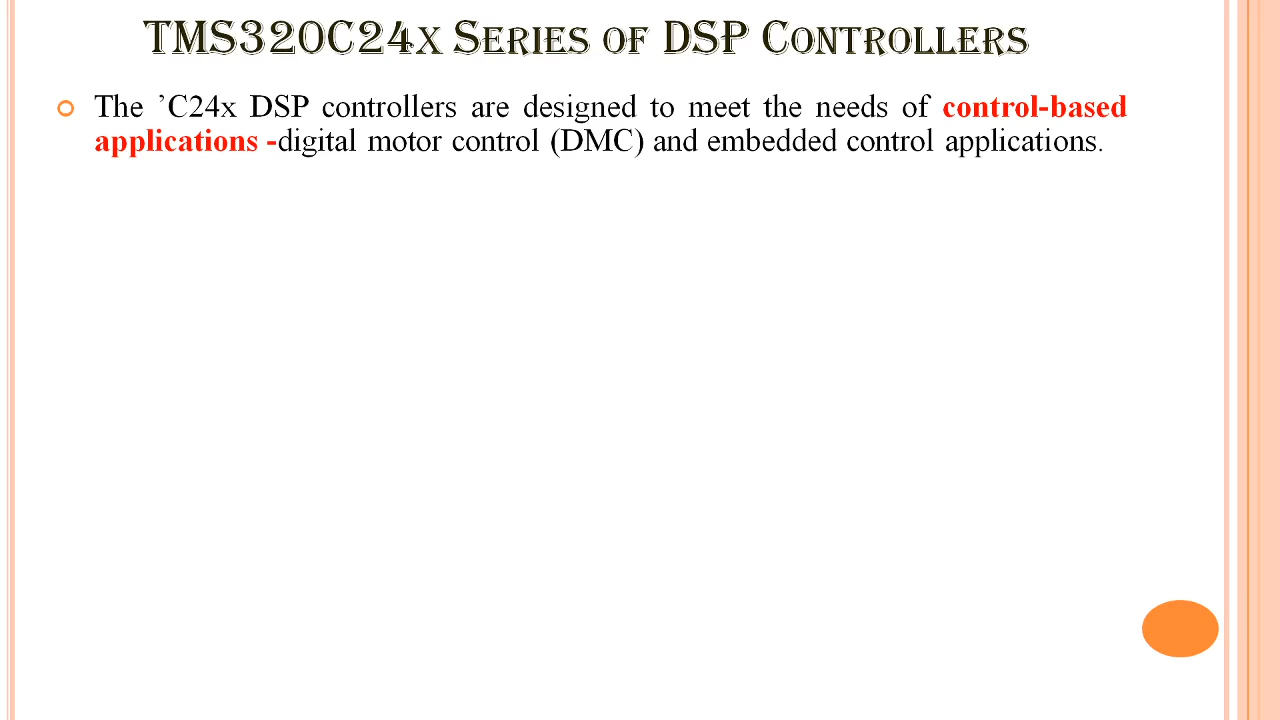 TMS320C24x Series of DSP Controllers
The ’C24x DSP controllers are designed to meet the needs of control-based
applications -digital motor control (DMC) and embedded control applications.